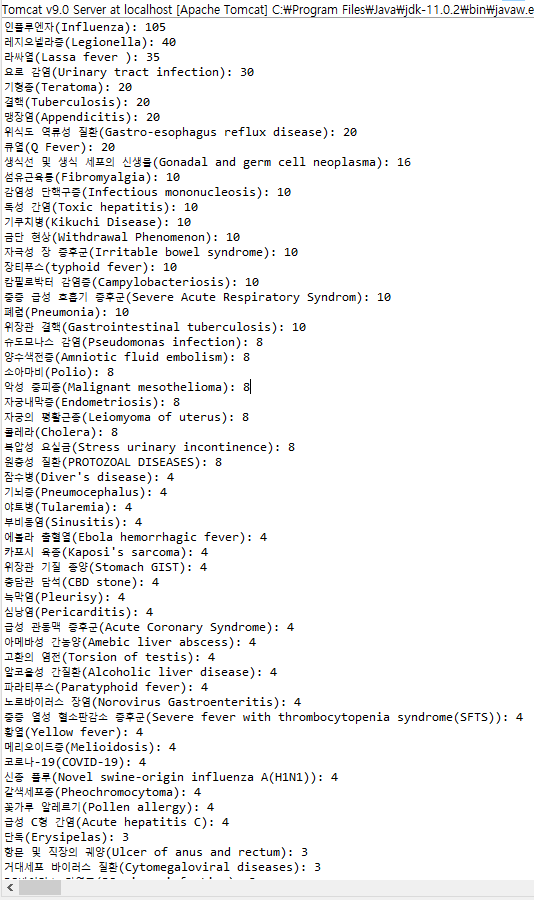 Tomcat v9.0 Server at localhost [Apache Tomcat] C:₩Program Files₩Java₩jdk-11.0.2₩bin₩javaw.e
인플루엔자(Influenza): 105
레지오넬라증(Legionella): 40
라싸열(Lassa fever ): 35
요로 감염(Urinary tract infection): 30
기형종(Teratoma): 20
결핵(Tuberculosis): 20
맹장염(Appendicitis): 20
위식도 역류성 질환(Gastro-esophagus reflux disease): 20
큐열(Q Fever): 20
생식선 및 생식 세포의 신생물(Gonadal and germ cell neoplasm): 16
섬유근육통(Fibromyalgia): 10
감염성 단핵구증(Infectious mononucleosis): 10
독성 간염(Toxic hepatitis): 10
기쿠치병(Kikuchi Disease): 10
금단 현상(Withdrawal Phenomenon): 10
자극성 장 증후군(Irritable bowel syndrome): 10
장티푸스(typhoid fever): 10
캄필로박터 감염증(Campylobacteriosis): 10
중증 급성 호흡기 증후군(Severe Acute Respiratory Syndrom): 10
폐렴(Pneumonia): 10
위장관 결핵(Gastrointestinal tuberculosis): 10
슈도모나스 감염(Pseudomonas infection): 8
양수색전증(Amniotic fluid embolism): 8
소아마비(Polio): 8
악성 중피종(Malignant mesothelioma): 8
자궁내막증(Endometriosis): 8
자궁의 평활근종(Leiomyoma of uterus): 8
콜레라(Cholera): 8
복압성 요실금(Stress urinary incontinence): 8
원충성 질환(PROTOZOAL DISEASES): 8
잠수병(Diver's disease): 4
기뇌증(Pneumocephalus): 4
야토병(Tularemia): 4
부비동염(Sinusitis): 4
에볼라 출혈열(Ebola hemorrhagic fever): 4
카포시 육종(Kaposi's sarcoma): 4
위장관 기질 종양(Stomach GIST): 4
총담관 담석(CBD stone): 4
늑막염(Pleurisy): 4
심낭염(Pericarditis): 4
급성 관동맥 증후군(Acute Coronary Syndrome): 4
아메바성 간농양(Amebic liver abscess): 4
고환의 염전(Torsion of testis): 4
알코올성 간질환(Alcoholic liver disease): 4
파라티푸스(Paratyphoid fever): 4
노로바이러스 장염(Norovirus Gastroenteritis): 4
중증 열성 혈소판감소 증후군(Severe fever with thrombocytopenia syndrome(SFTS)): 4
황열(Yellow fever): 4
메리오이드증(Melioidosis): 4
코로나-19(COVID-19): 4
신종 플루(Novel swine-origin influenza A(H1N1)): 4
갈색세포종(Pheochromocytoma): 4
꽃가루 알레르기(Pollen allergy): 4
급성 C형 간염(Acute hepatitis C): 4
단독(Erysipelas): 3
항문 및 직장의 궤양(Ulcer of anus and rectum): 3
거대세포 바이러스 질환(Cytomegaloviral diseases): 3